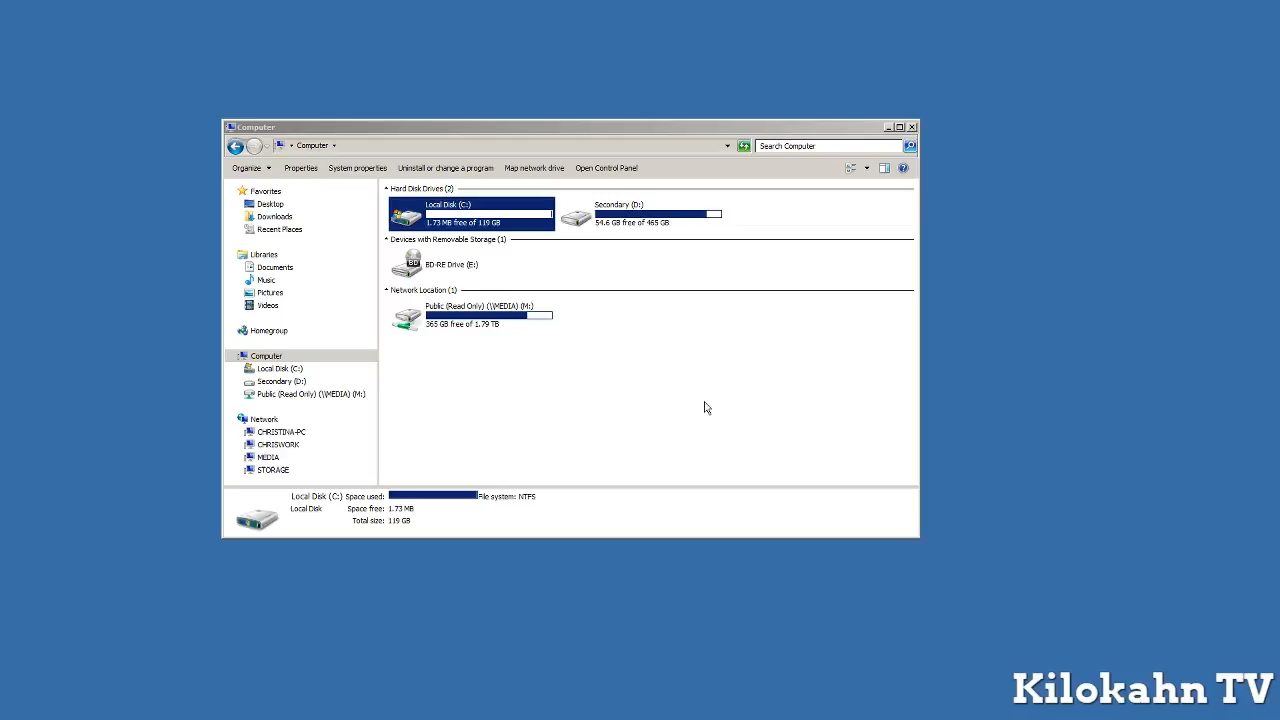 Computer
Computer
Search Computer
Organize Properties System properties Uninstall or change a program Map network drive Open Control Panel
Favorites
Desktop
Downloads
Recent Places
Libraries
Documents
Music
Pictures
Videos
Homegroup
Computer
Local Disk (C:)
Secondary (D:)
Public (Read Only) (\\MEDIA) (M:)
Network
CHRISTINA-PC
CHRISWORK
MEDIA
STORAGE
Hard Disk Drives (2)
Local Disk (C:)
1.73 MB free of 119 GB
Secondary (D:)
54.6 GB free of 465 GB
Devices with Removable Storage (1)
BD
BD-RE Drive (E:)
Network Location (1)
Public (Read Only) (\\MEDIA) (M:)
365 GB free of 1.79 TB
Local Disk (C:) Space used: File system: NTFS
Local Disk Space free: 1.73 MB
Total size: 119 GB
Kilokahn TV